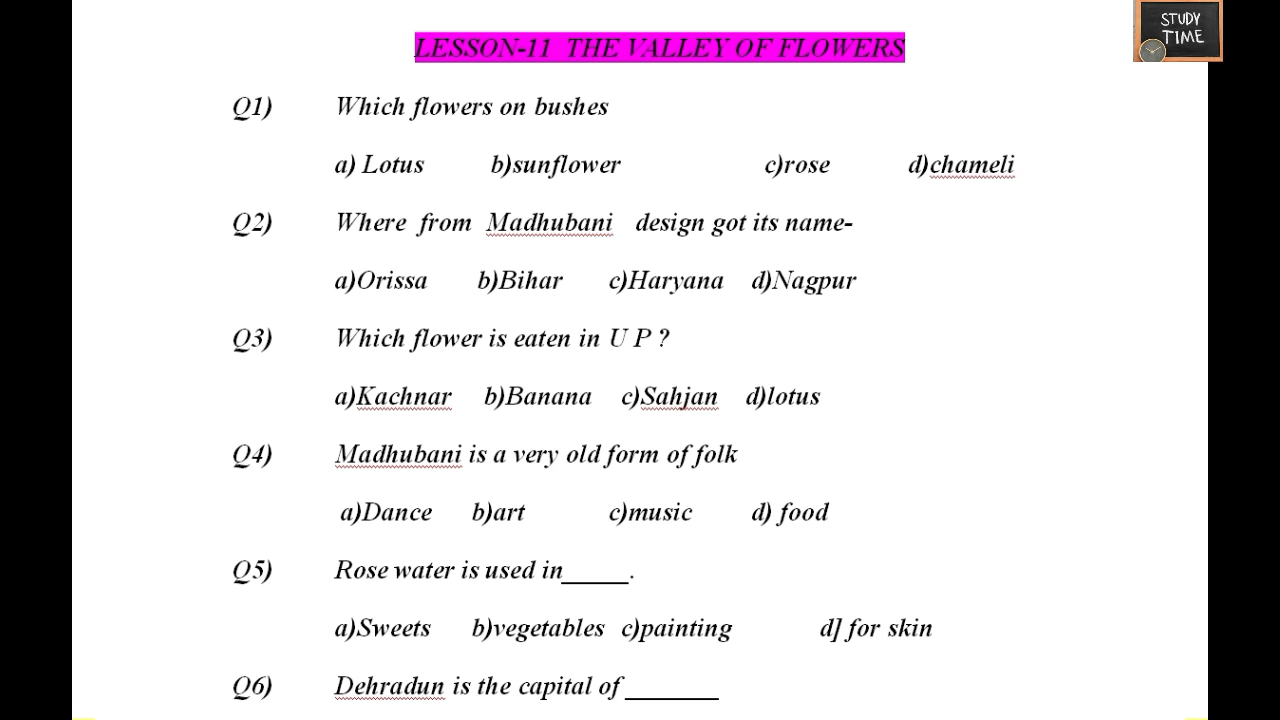 STUDY
TIME
LESSON-11 THE VALLEY OF FLOWERS
Q1) Which flowers on bushes
a) Lotus b)sunflower c)rose d)chameli
Q2) Where from Madhubani design got its name-
a)Orissa b)Bihar c)Haryana d)Nagpur
Q3) Which flower is eaten in U P ?
a)Kachnar b)Banana c)Sahjan d)lotus
Q4) Madhubani is a very old form of folk
a)Dance b)art c)music d) food
Q5) Rose water is used in_____.
a)Sweets b)vegetables c)painting d] for skin
Q6) Dehradun is the capital of _______